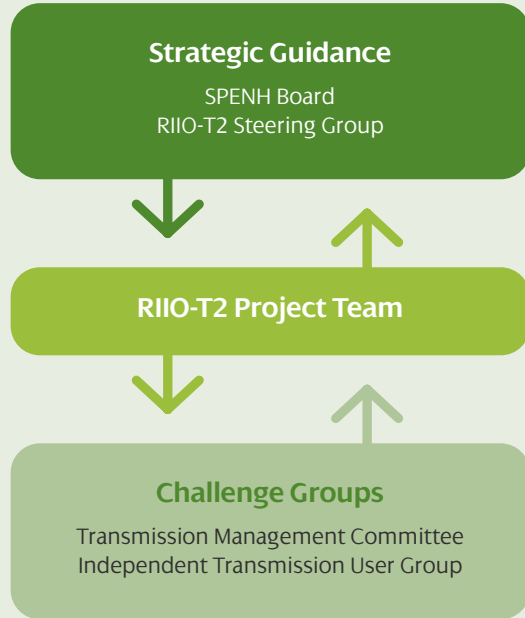 Strategic Guidance
SPENH Board
RIIO-T2 Steering Group
RIIO-T2 Project Team
Challenge Groups
Transmission Management Committee
Independent Transmission User Group